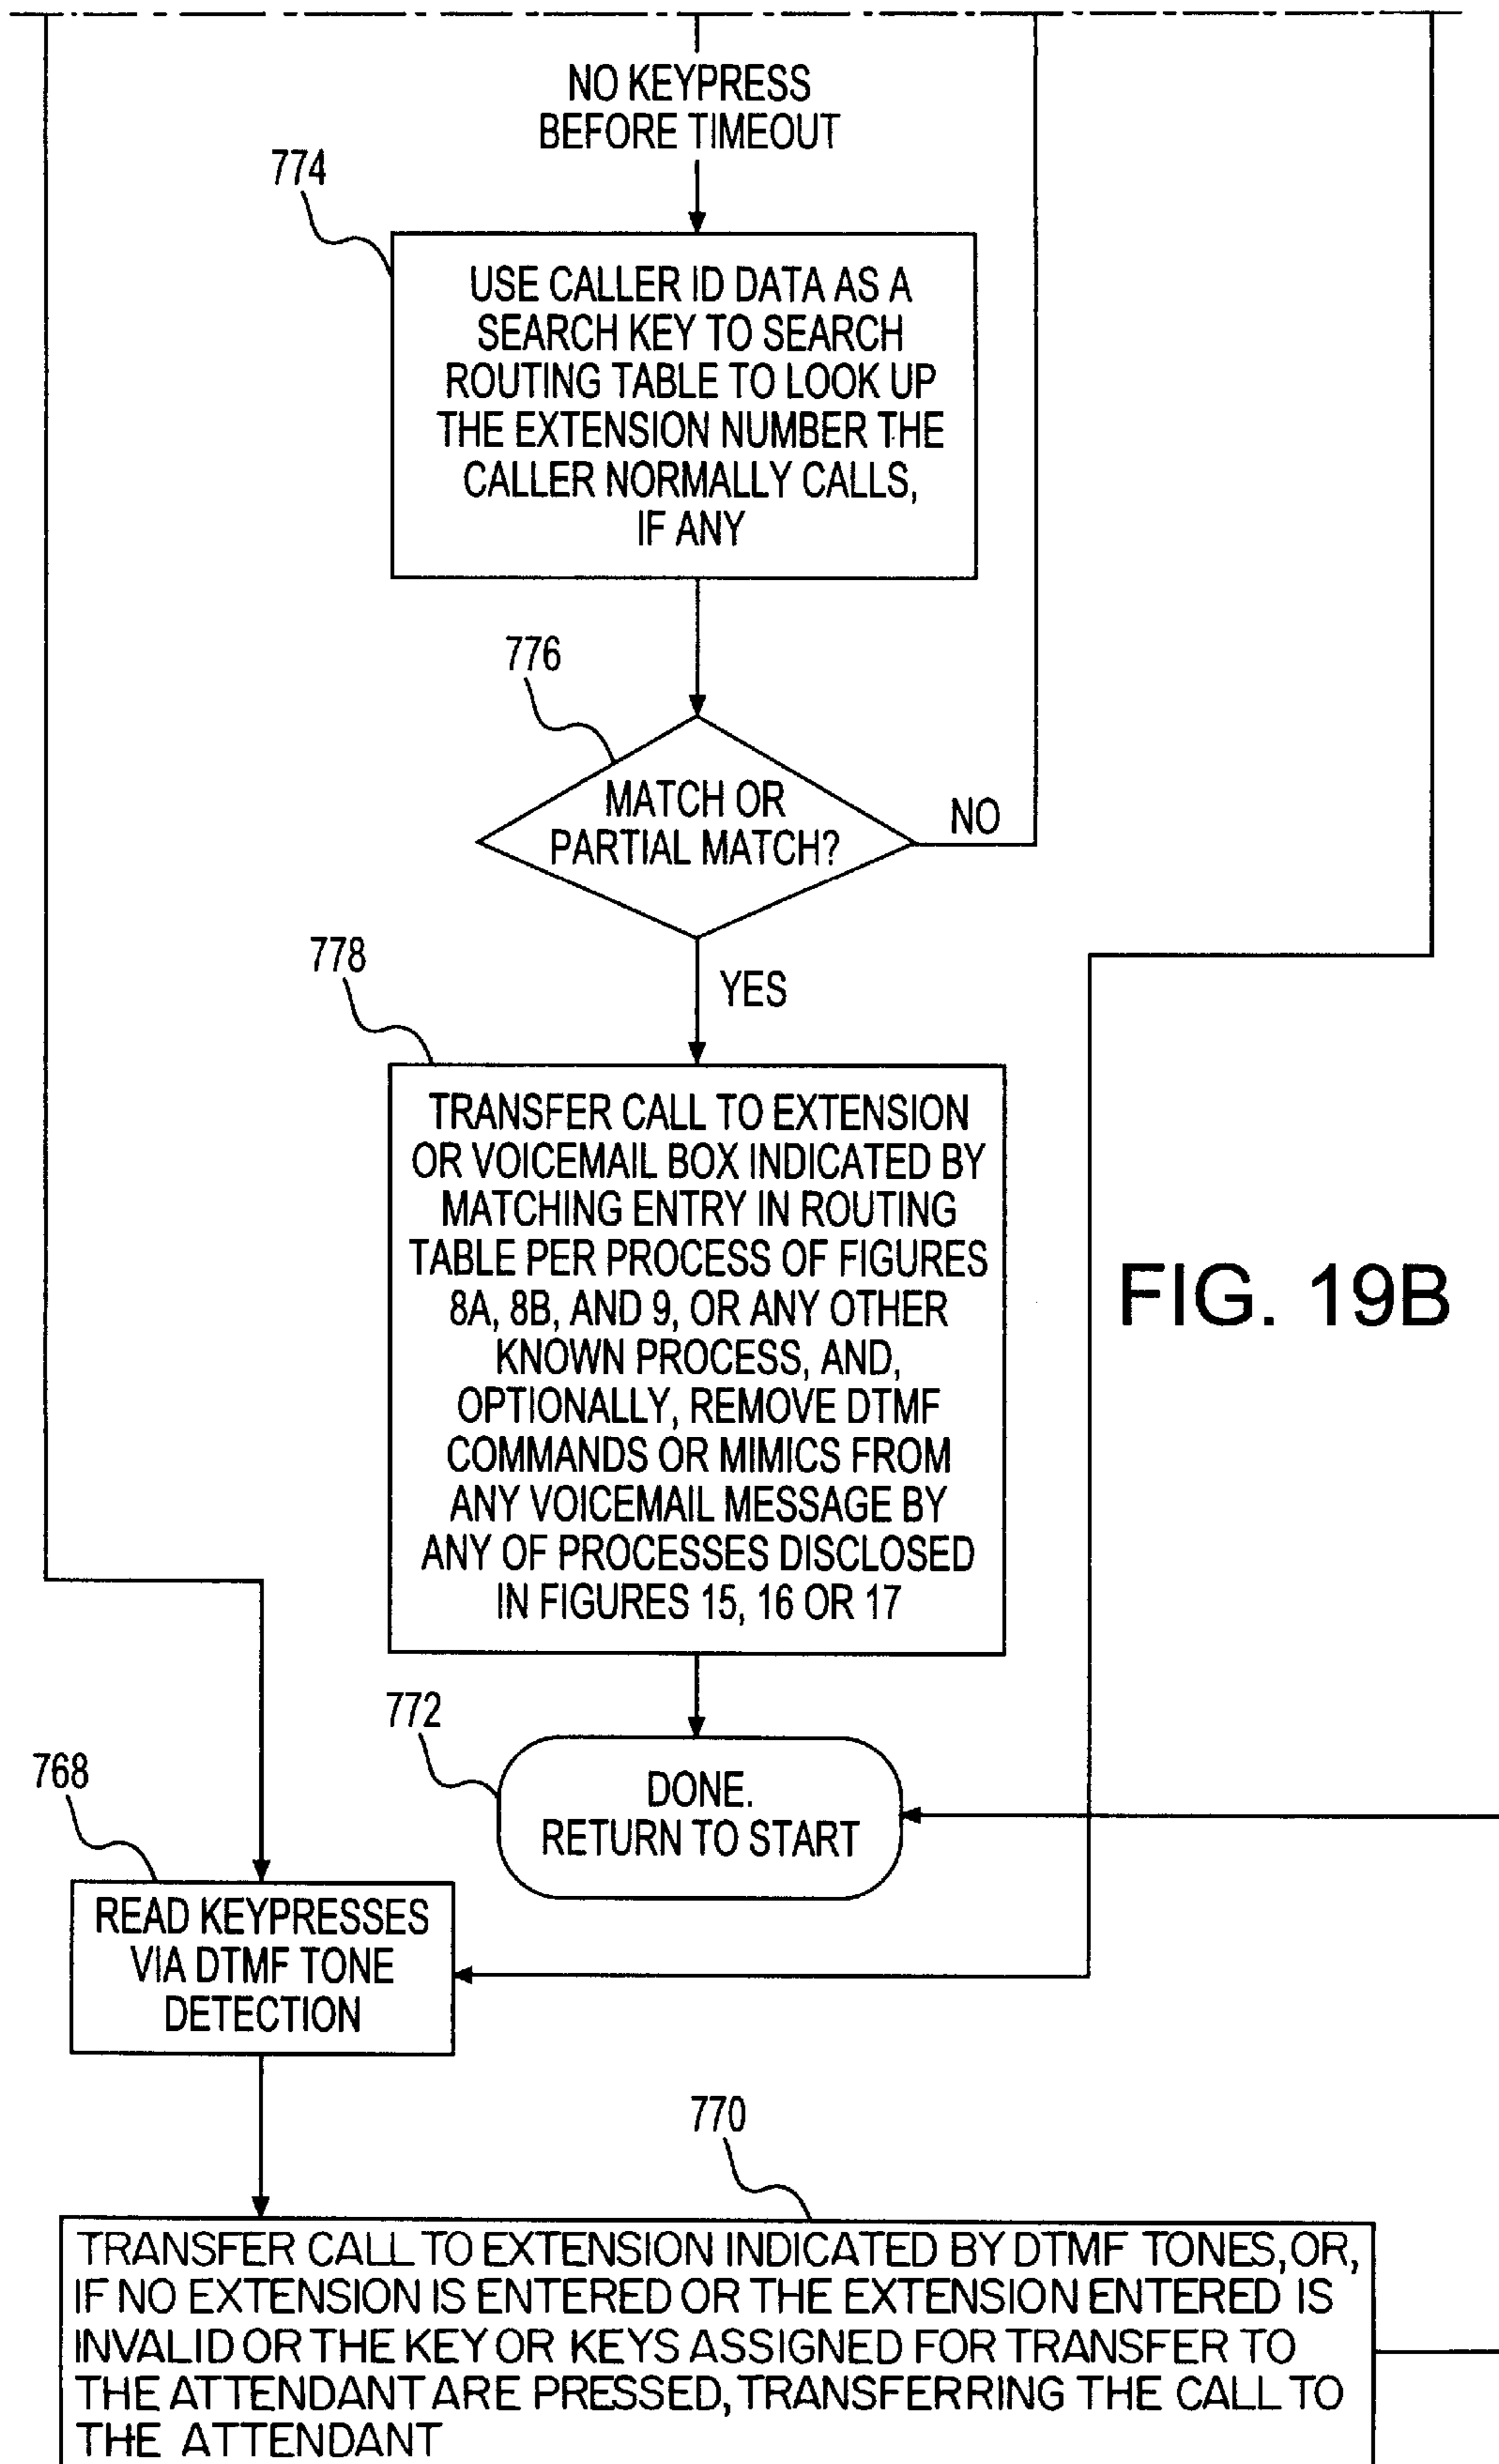 NO KEYPRESS
BEFORE TIMEOUT
774
USE CALLER ID DATA AS A
SEARCH KEY TO SEARCH
ROUTING TABLE TO LOOK UP
THE EXTENSION NUMBER THE
CALLER NORMALLY CALLS,
IF ANY
776
MATCH OR
PARTIAL MATCH?
NO
778
YES
TRANSFER CALL TO EXTENSION
OR VOICEMAIL BOX INDICATED BY
MATCHING ENTRY IN ROUTING
TABLE PER PROCESS OF FIGURES
8A, 8B, AND 9, OR ANY OTHER
KNOWN PROCESS, AND,
OPTIONALLY, REMOVE DTMF
COMMANDS OR MIMICS FROM
ANY VOICEMAIL MESSAGE BY
ANY OF PROCESSES DISCLOSED
IN FIGURES 15, 16 OR 17
FIG. 19B
772
DONE.
RETURN TO START
768
READ KEYPRESSES
VIA DTMF TONE
DETECTION
770
TRANSFER CALL TO EXTENSION INDICATED BY DTMF TONES, OR,
IF NO EXTENSION IS ENTERED OR THE EXTENSION ENTERED IS
INVALID OR THE KEY OR KEYS ASSIGNED FOR TRANSFER TO
THE ATTENDANT ARE PRESSED, TRANSFERRING THE CALL TO
THE ATTENDANT